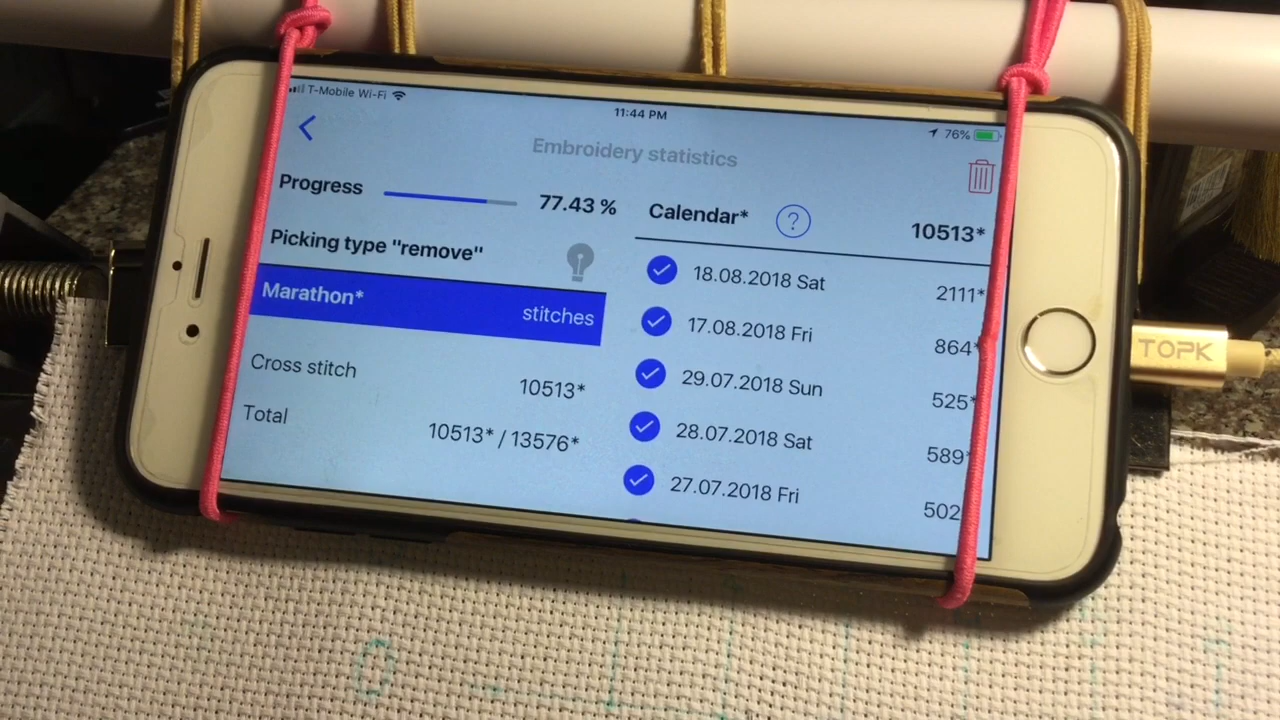 T-Mobile Wi-Fi
11:44 PM
76%
Embroidery statistics
Progress 77.43 %
Picking type "remove"
Marathon* stitches
Cross stitch 10513*
Total 10513* / 13576*
Calendar* ? 10513*
18.08.2018 Sat 2111*
17.08.2018 Fri 864*
29.07.2018 Sun 525*
28.07.2018 Sat 589*
27.07.2018 Fri 502
TOPK